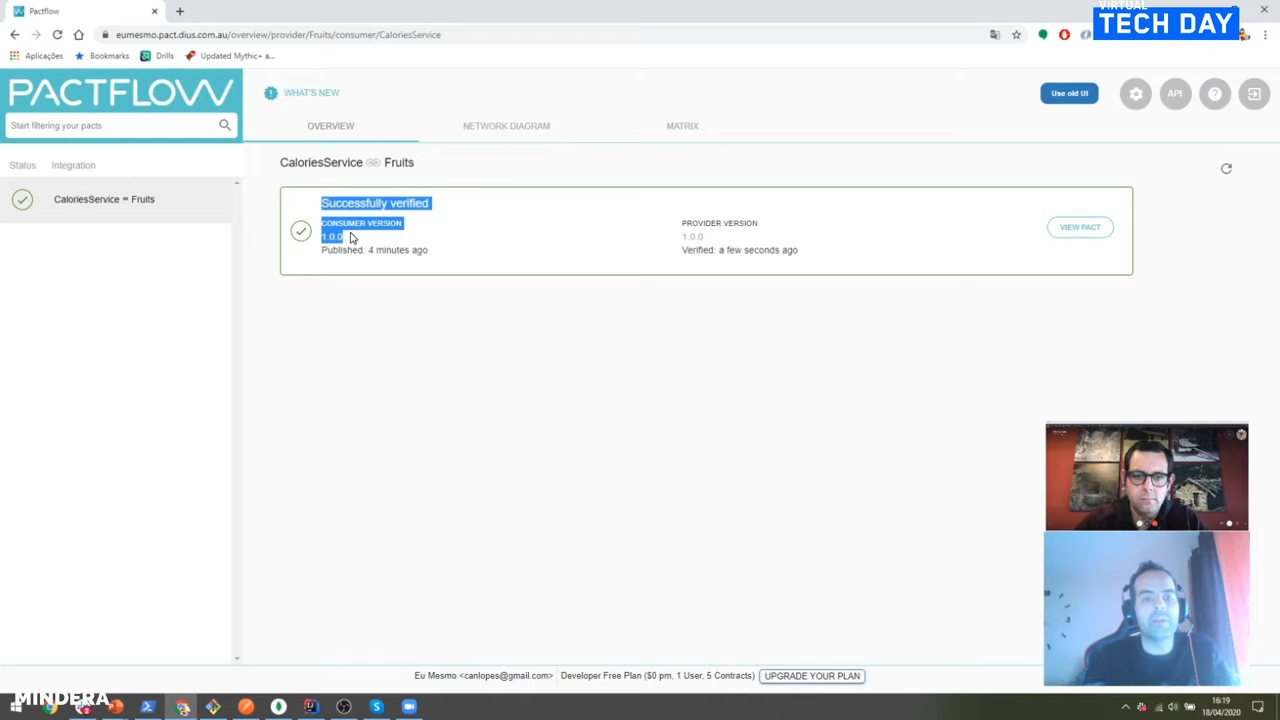 Pactflow
VIRTUAL
TECH DAY
eumesmo.pact.dius.com.au/overview/provider/Fruits/consumer/CaloriesService
Aplicações
Bookmarks
Drills
Updated Mythic+ a...
PACTFLOW
WHAT'S NEW
Use old UI
API
Start filtering your pacts
OVERVIEW
NETWORK DIAGRAM
MATRIX
Status
Integration
CaloriesService
Fruits
CaloriesService = Fruits
Successfully verified
CONSUMER VERSION
1.0.0
Published: 4 minutes ago
PROVIDER VERSION
1.0.0
Verified: a few seconds ago
VIEW PACT
Eu Mesmo <canlopes@gmail.com>
Developer Free Plan ($0 pm, 1 User, 5 Contracts)
UPGRADE YOUR PLAN
MINDERA
16:19
18/04/2020